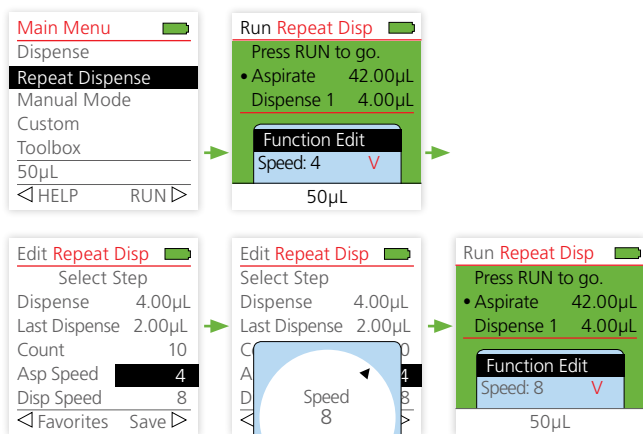 Main Menu
Dispense
Repeat Dispense
Manual Mode
Custom
Toolbox
50µL
HELP RUN
Run Repeat Disp
Press RUN to go.
• Aspirate 42.00µL
Dispense 1 4.00µL
Function Edit
Speed: 4 V
50µL
Edit Repeat Disp
Select Step
Dispense 4.00µL
Last Dispense 2.00µL
Count 10
Asp Speed 4
Disp Speed 8
Favorites Save
Edit Repeat Disp
Select Step
Dispense 4.00µL
Last Dispense 2.00µL
C 0
A 4
D 8
Speed
8
Run Repeat Disp
Press RUN to go.
• Aspirate 42.00µL
Dispense 1 4.00µL
Function Edit
Speed: 8 V
50µL